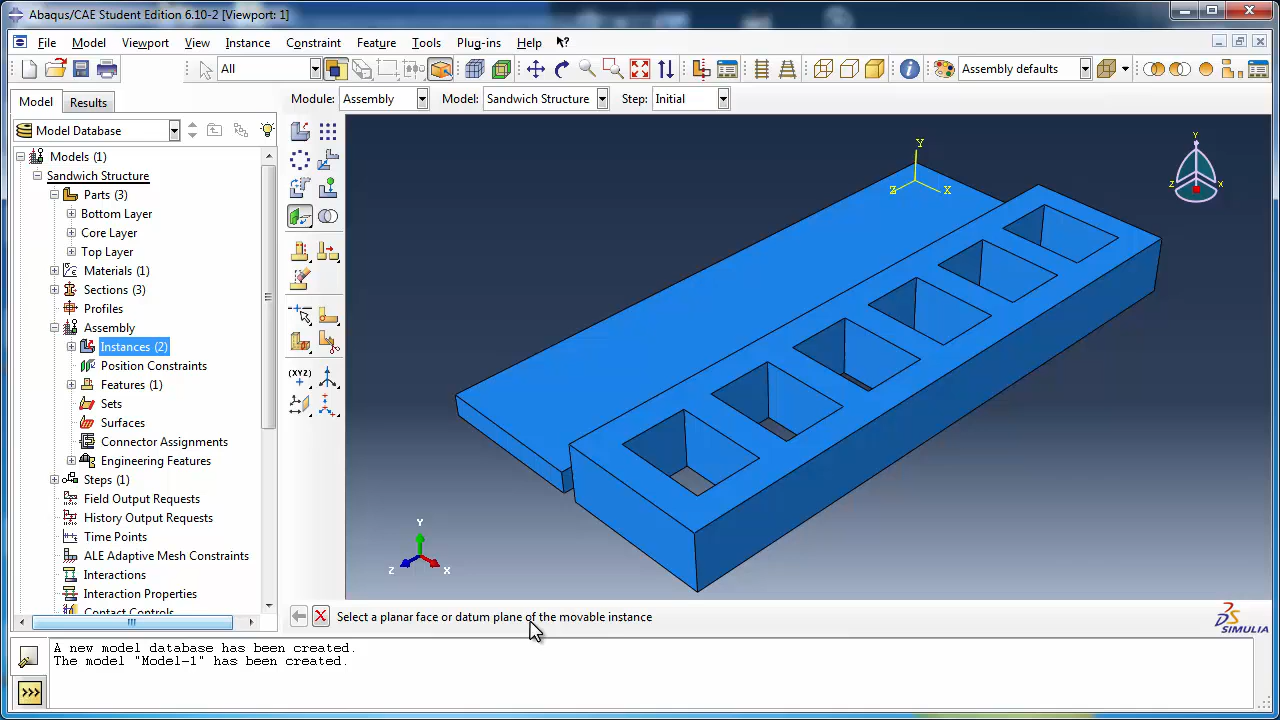 Abaqus/CAE Student Edition 6.10-2 [Viewport: 1]
File Model Viewport View Instance Constraint Feature Tools Plug-ins Help
All Assembly defaults
Model Results
Module: Assembly Model: Sandwich Structure Step: Initial
Model Database
Models (1)
Sandwich Structure
Parts (3)
Bottom Layer
Core Layer
Top Layer
Materials (1)
Sections (3)
Profiles
Assembly
Instances (2)
Position Constraints
Features (1)
Sets
Surfaces
Connector Assignments
Engineering Features
Steps (1)
Field Output Requests
History Output Requests
Time Points
ALE Adaptive Mesh Constraints
Interactions
Interaction Properties
Contact Controls
(XYZ)
Y
Z X
Y
Z X
Y
Z X
Select a planar face or datum plane of the movable instance
SIMULIA
A new model database has been created.
The model "Model-1" has been created.
>>>